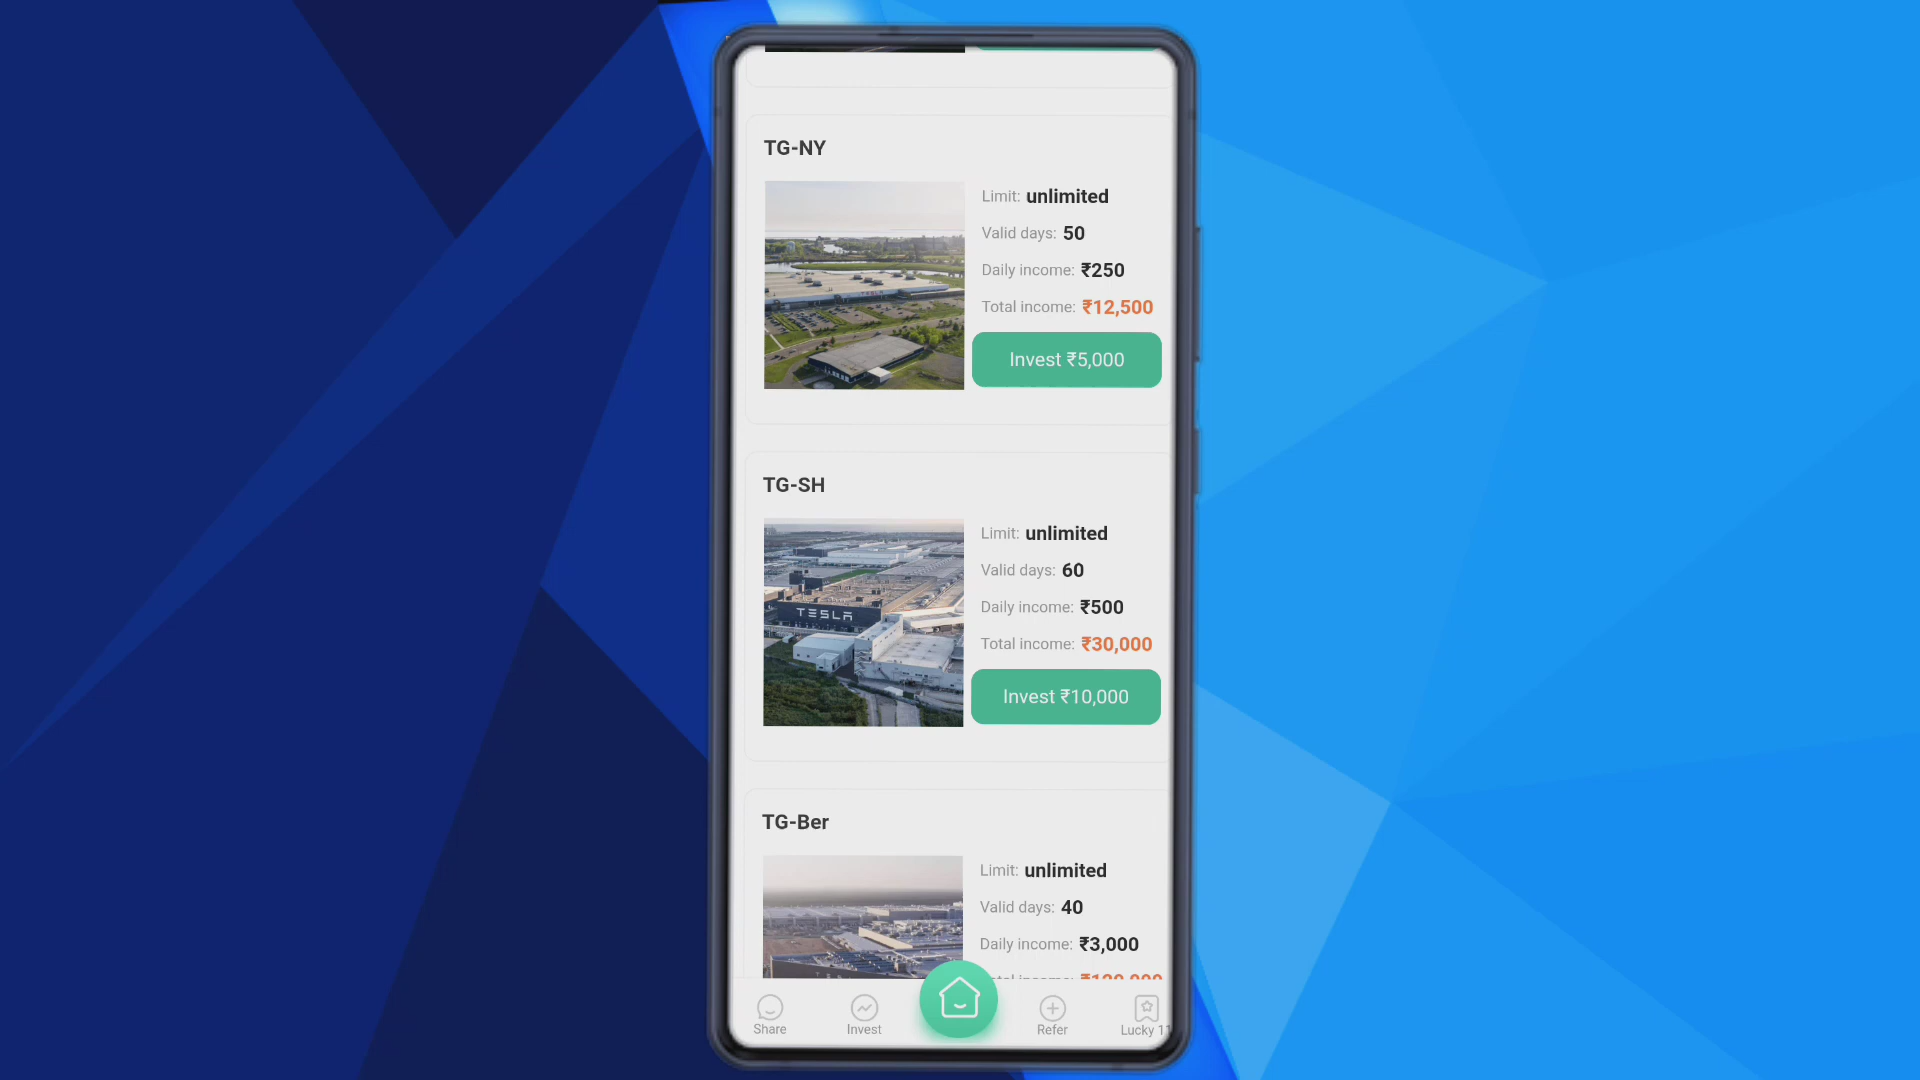 TG-NY
Limit: unlimited
Valid days: 50
Daily income: ₹250
Total income: ₹12,500
Invest ₹5,000
TG-SH
TESLA
Limit: unlimited
Valid days: 60
Daily income: ₹500
Total income: ₹30,000
Invest ₹10,000
TG-Ber
Limit: unlimited
Valid days: 40
Daily income: ₹3,000
Share
Invest
Refer
Lucky 11